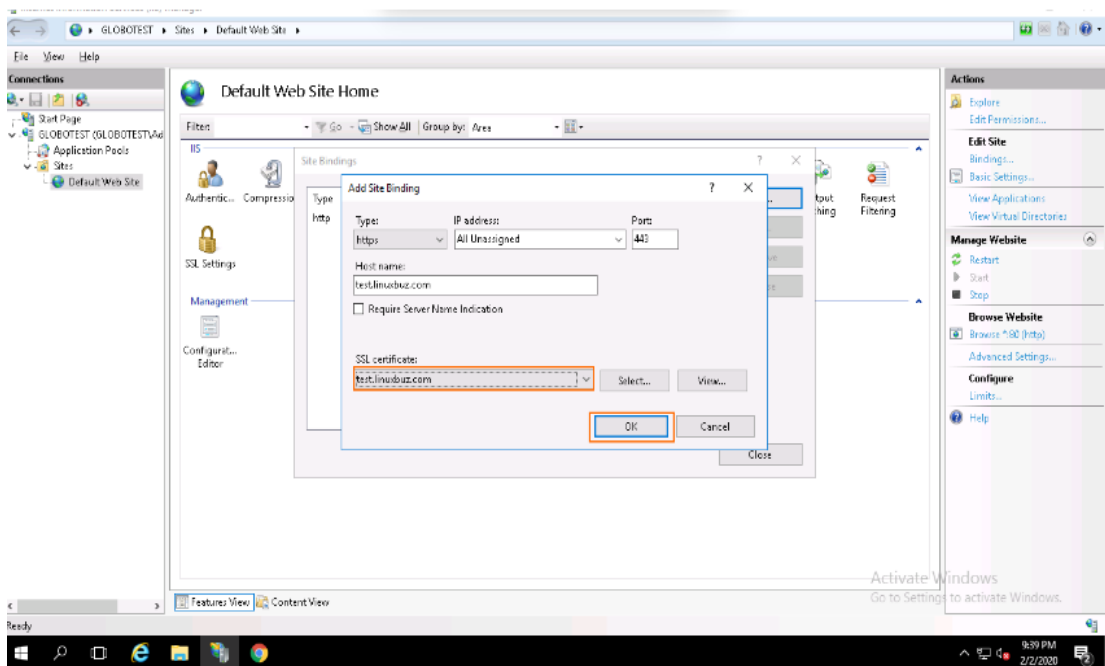 GLOBOTEST Sites Default Web Site
File View Help
Connections
Start Page
GLOBOTEST (GLOBOTEST\Ad
Application Pools
Sites
Default Web Site
Default Web Site Home
Filter: Go Show All Group by: Area
IIS
Authentic... Compressio
tput
hing
Request
Filtering
SSL Settings
Management
Configurat...
Editor
Site Bindings ? X
Type
http
Add Site Binding ? X
Type: IP address: Port:
https All Unassigned 443
Host name:
test.linuxbuz.com
Require Server Name Indication
SSL certificate:
test.linuxbuz.com Select... View...
OK Cancel
Close
Features View Content View
Ready
Actions
Explore
Edit Permissions...
Edit Site
Bindings...
Basic Settings...
View Applications
View Virtual Directories
Manage Website
Restart
Start
Stop
Browse Website
Browse *:80 (http)
Advanced Settings...
Configure
Limits...
Help
Activate Windows
Go to Settings to activate Windows.
9:39 PM
2/2/2020